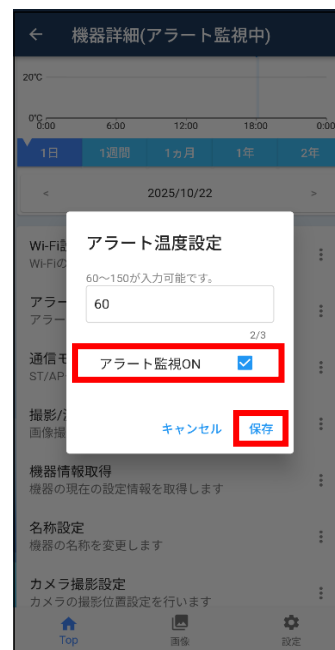 ← 機器詳細(アラート監視中)
20℃
0℃
0:00 6:00 12:00 18:00 0:00
1日 1週間 1ヵ月 1年 2年
< 2025/10/22 >
Wi-Fi
Wi-Fiの
アラート温度設定
60〜150が入力可能です。
アラー
アラー
60
2/3
通信モ
ST/AP
アラート監視ON
撮影/
画像撮
キャンセル 保存
機器情報取得
機器の現在の設定情報を取得します
名称設定
機器の名称を変更します
カメラ撮影設定
カメラの撮影位置設定を行います
Top 画像 設定